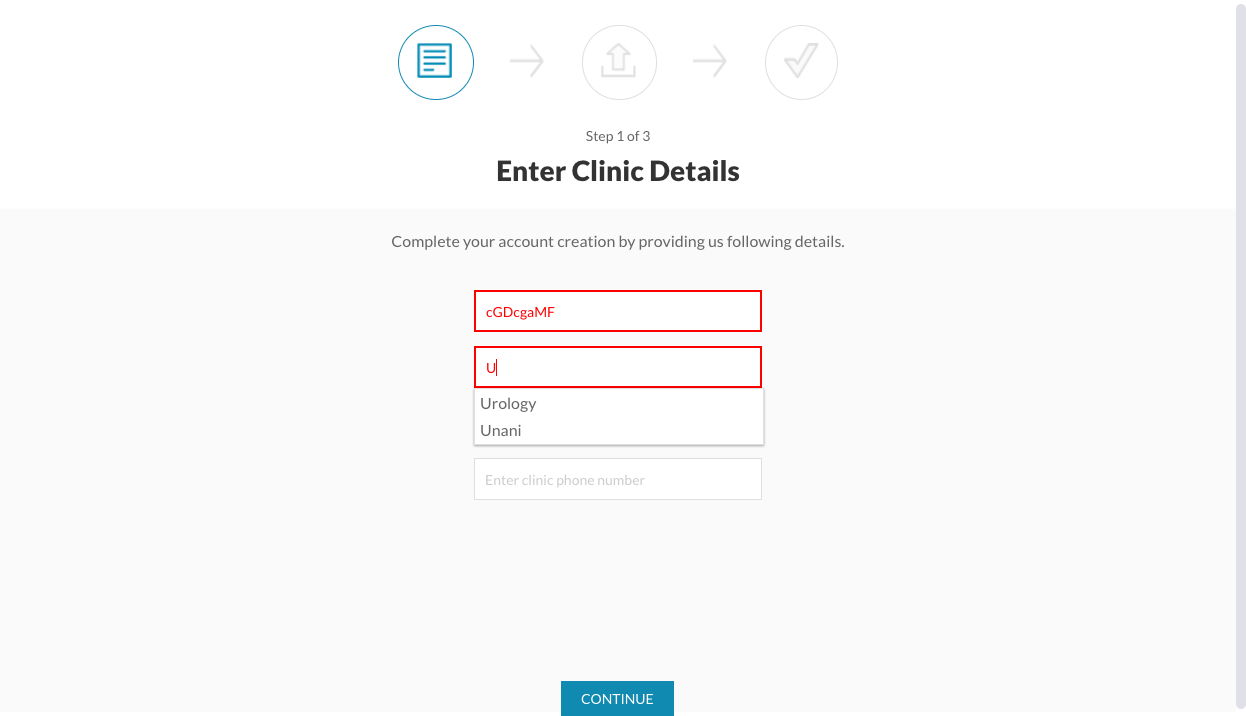 Step 1 of 3
Enter Clinic Details
Complete your account creation by providing us following details.
cGDcgaMF
U
Urology
Unani
Enter clinic phone number
CONTINUE